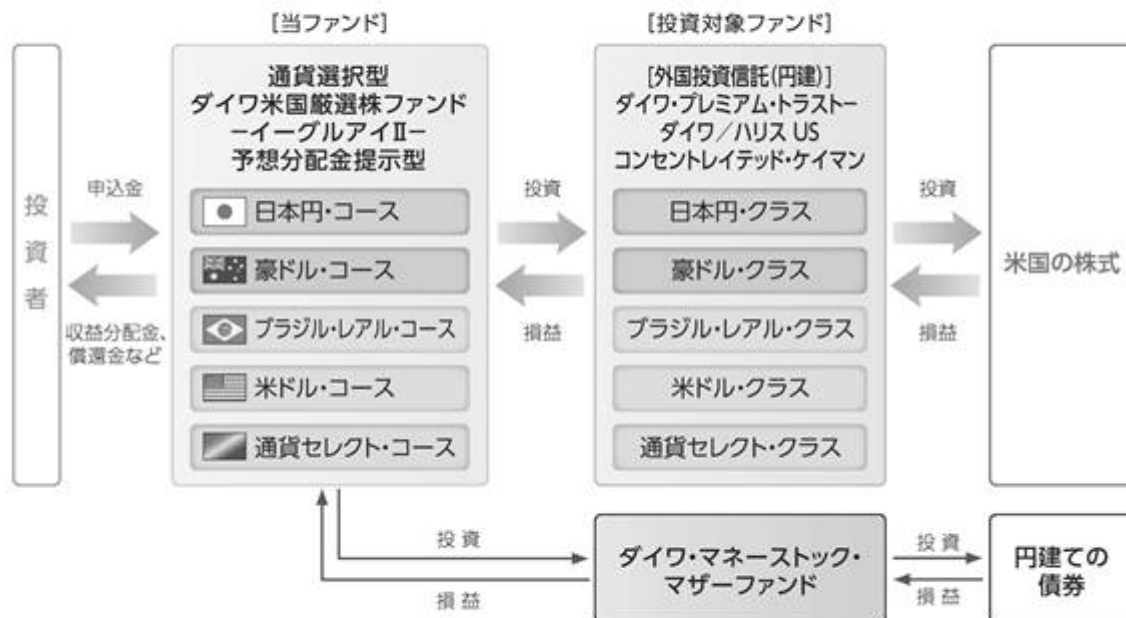 [当ファンド]
[投資対象ファンド]
投資者
申込金
収益分配金、
償還金など
通貨選択型
ダイワ米国厳選株ファンド
-イーグルアイII-
予想分配金提示型
日本円・コース
豪ドル・コース
ブラジル・レアル・コース
米ドル・コース
通貨セレクト・コース
投資
損益
[外国投資信託(円建)]
ダイワ・プレミアム・トラスト-
ダイワ/ハリス US
コンセントレイテッド・ケイマン
日本円・クラス
豪ドル・クラス
ブラジル・レアル・クラス
米ドル・クラス
通貨セレクト・クラス
投資
損益
米国の株式
投資
損益
ダイワ・マネーストック・
マザーファンド
投資
損益
円建ての
債券